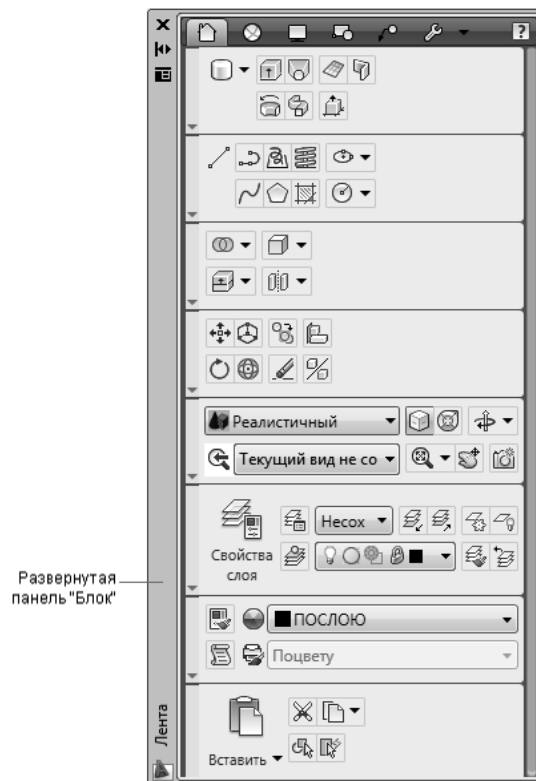 ?
Реалистичный
Текущий вид не со
Несох
Свойства
слоя
Развернутая
панель "Блок"
ПОСЛОЮ
Поцвету
Лента
Вставить